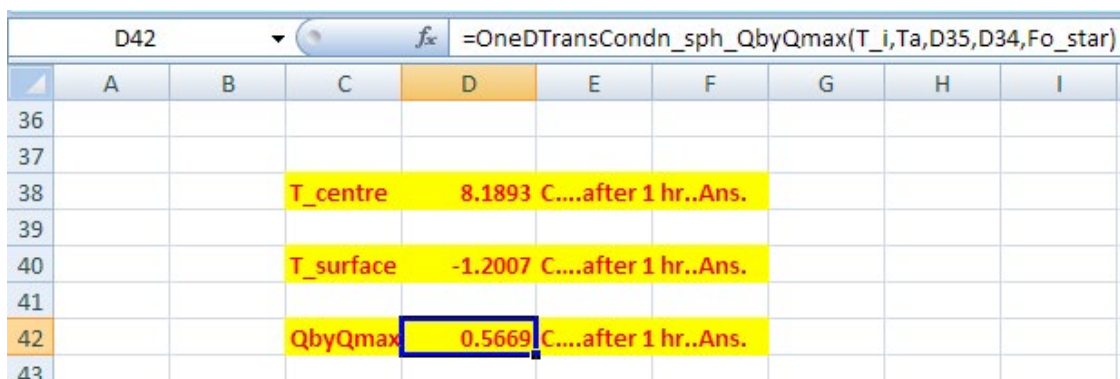 D42 fx =OneDTransCondn_sph_QbyQmax(T_i,Ta,D35,D34,Fo_star)
A B C D E F G H I
36
37
38 T_centre 8.1893 C....after 1 hr..Ans.
39
40 T_surface -1.2007 C....after 1 hr..Ans.
41
42 QbyQmax 0.5669 C....after 1 hr..Ans.
43